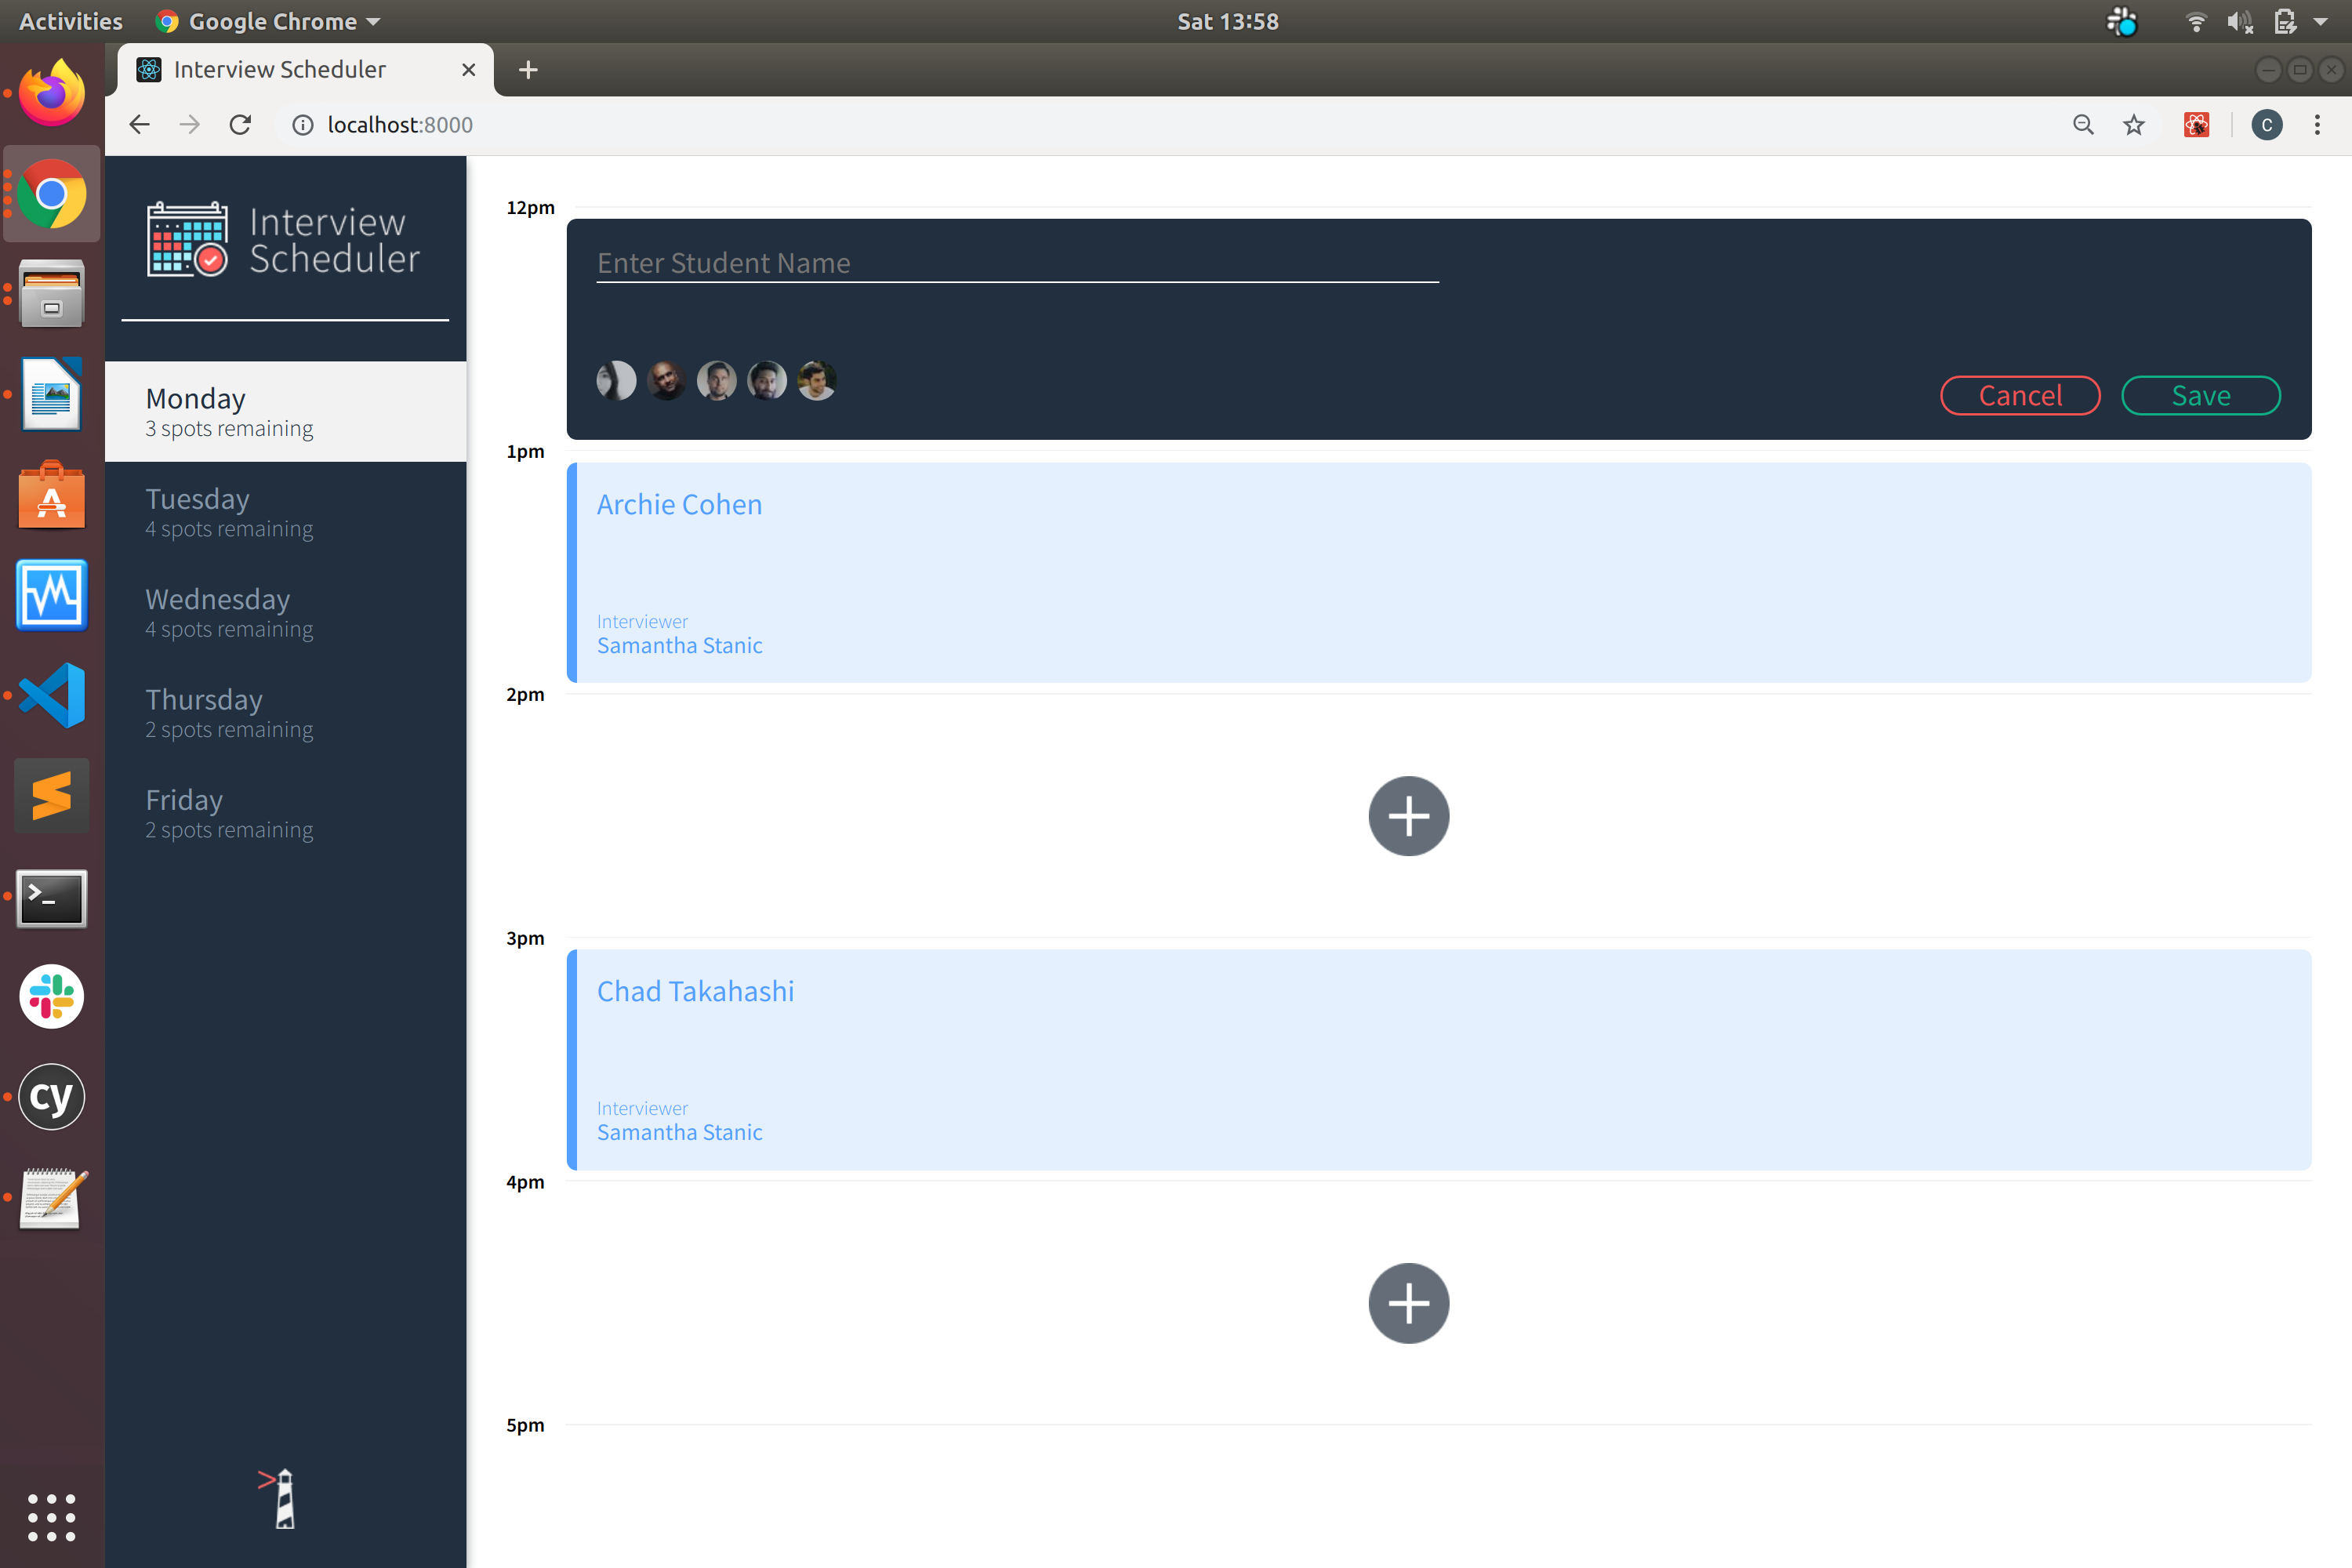 Activities
Google Chrome
Sat 13:58
Interview Scheduler
localhost:8000
C
Interview
Scheduler
Monday
3 spots remaining
Tuesday
4 spots remaining
Wednesday
4 spots remaining
Thursday
2 spots remaining
Friday
2 spots remaining
12pm
Enter Student Name
Cancel
Save
1pm
Archie Cohen
Interviewer
Samantha Stanic
2pm
3pm
Chad Takahashi
Interviewer
Samantha Stanic
4pm
5pm
cy